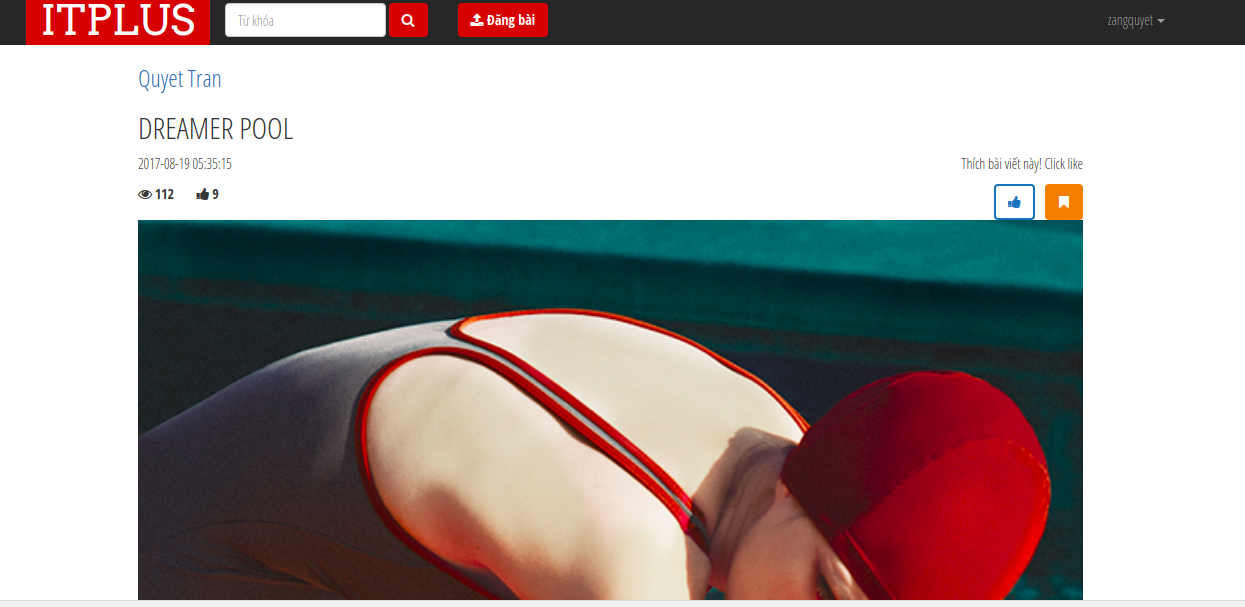 ITPLUS
Từ khóa
Đăng bài
zangquyet
Quyet Tran
DREAMER POOL
2017-08-19 05:35:15
Thích bài viết này! Click like
112 9